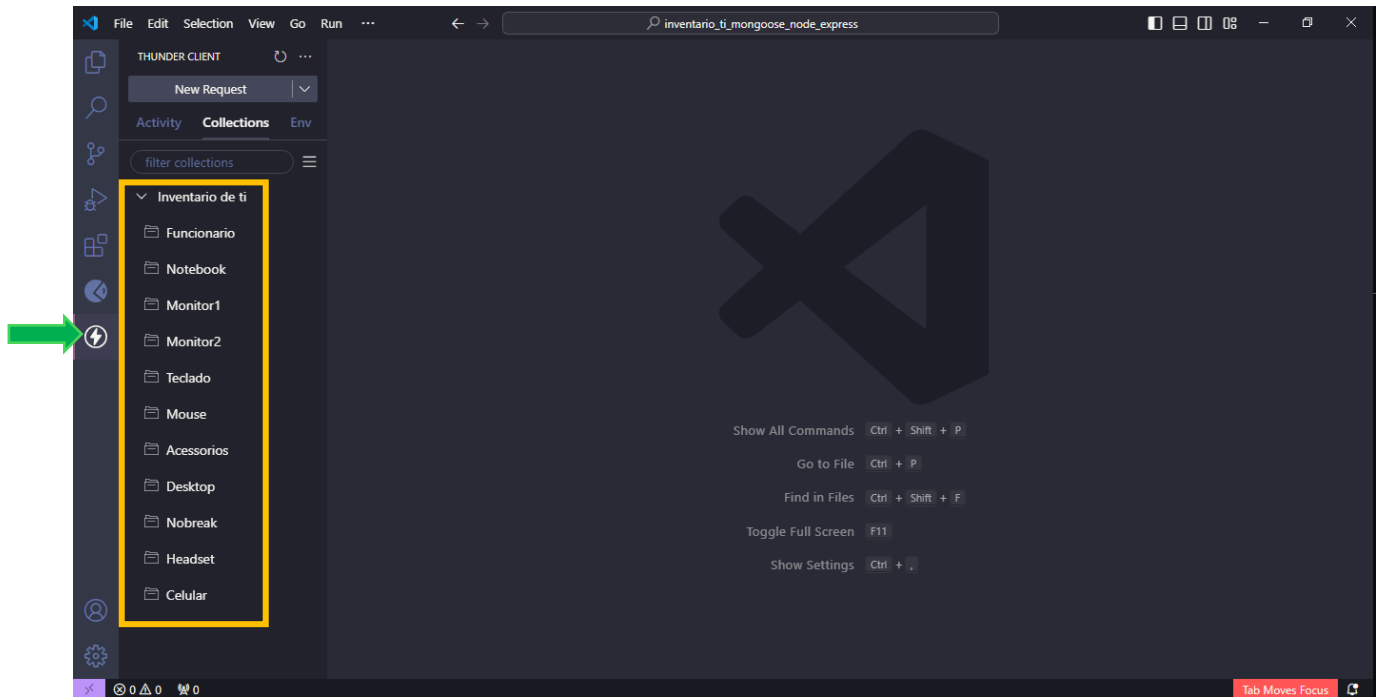 File Edit Selection View Go Run ··· inventario_ti_mongoose_node_express
THUNDER CLIENT
New Request
Activity Collections Env
filter collections
Inventario de ti
Funcionario
Notebook
Monitor1
Monitor2
Teclado
Mouse
Acessorios
Desktop
Nobreak
Headset
Celular
Show All Commands Ctrl + Shift + P
Go to File Ctrl + P
Find in Files Ctrl + Shift + F
Toggle Full Screen F11
Show Settings Ctrl + ,
0 0 0 Tab Moves Focus